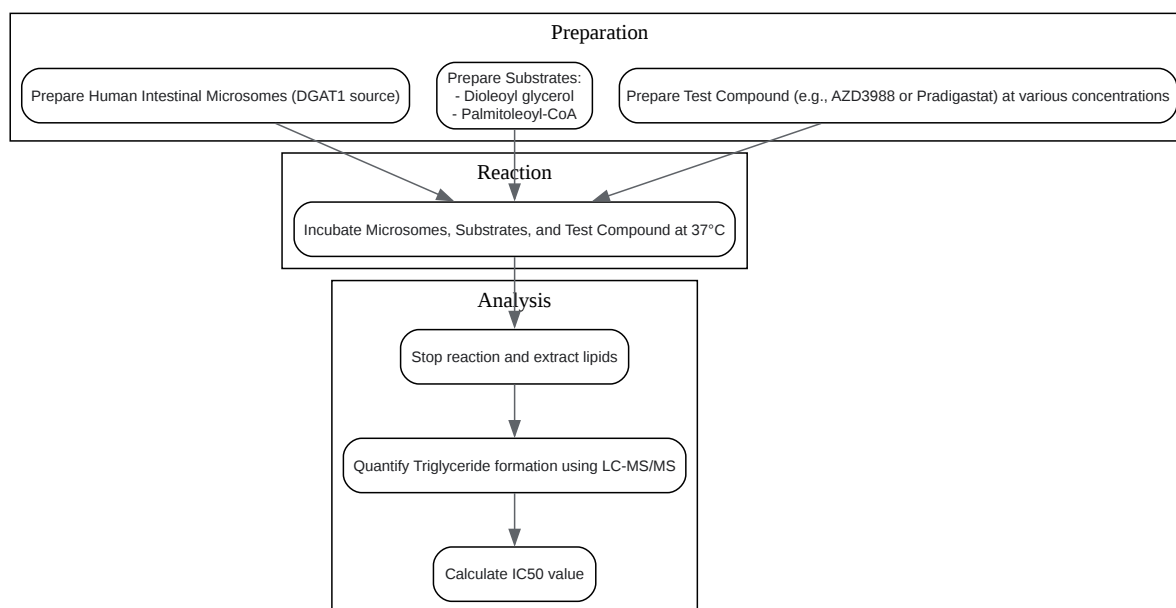 Preparation
Prepare Human Intestinal Microsomes (DGAT1 source)
Prepare Substrates:
- Dioleoyl glycerol
- Palmitoleoyl-CoA
Prepare Test Compound (e.g., AZD3988 or Pradigastat) at various concentrations
Reaction
Incubate Microsomes, Substrates, and Test Compound at 37°C
Analysis
Stop reaction and extract lipids
Quantify Triglyceride formation using LC-MS/MS
Calculate IC50 value